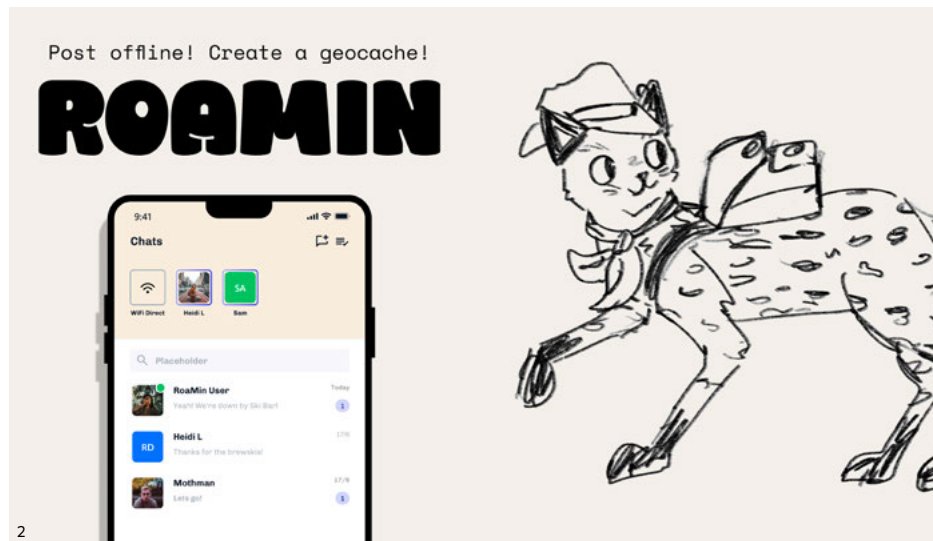 Post offline! Create a geocache!
ROAMIN
9:41
Chats
SA
WiFi Direct
Heidi L
Sam
Placeholder
RoaMin User
Today
Yeah! We're down by Ski Bart
1
Heidi L
17/6
RD
Thanks for the brewskis!
Mothman
17/9
Lets go!
1
2